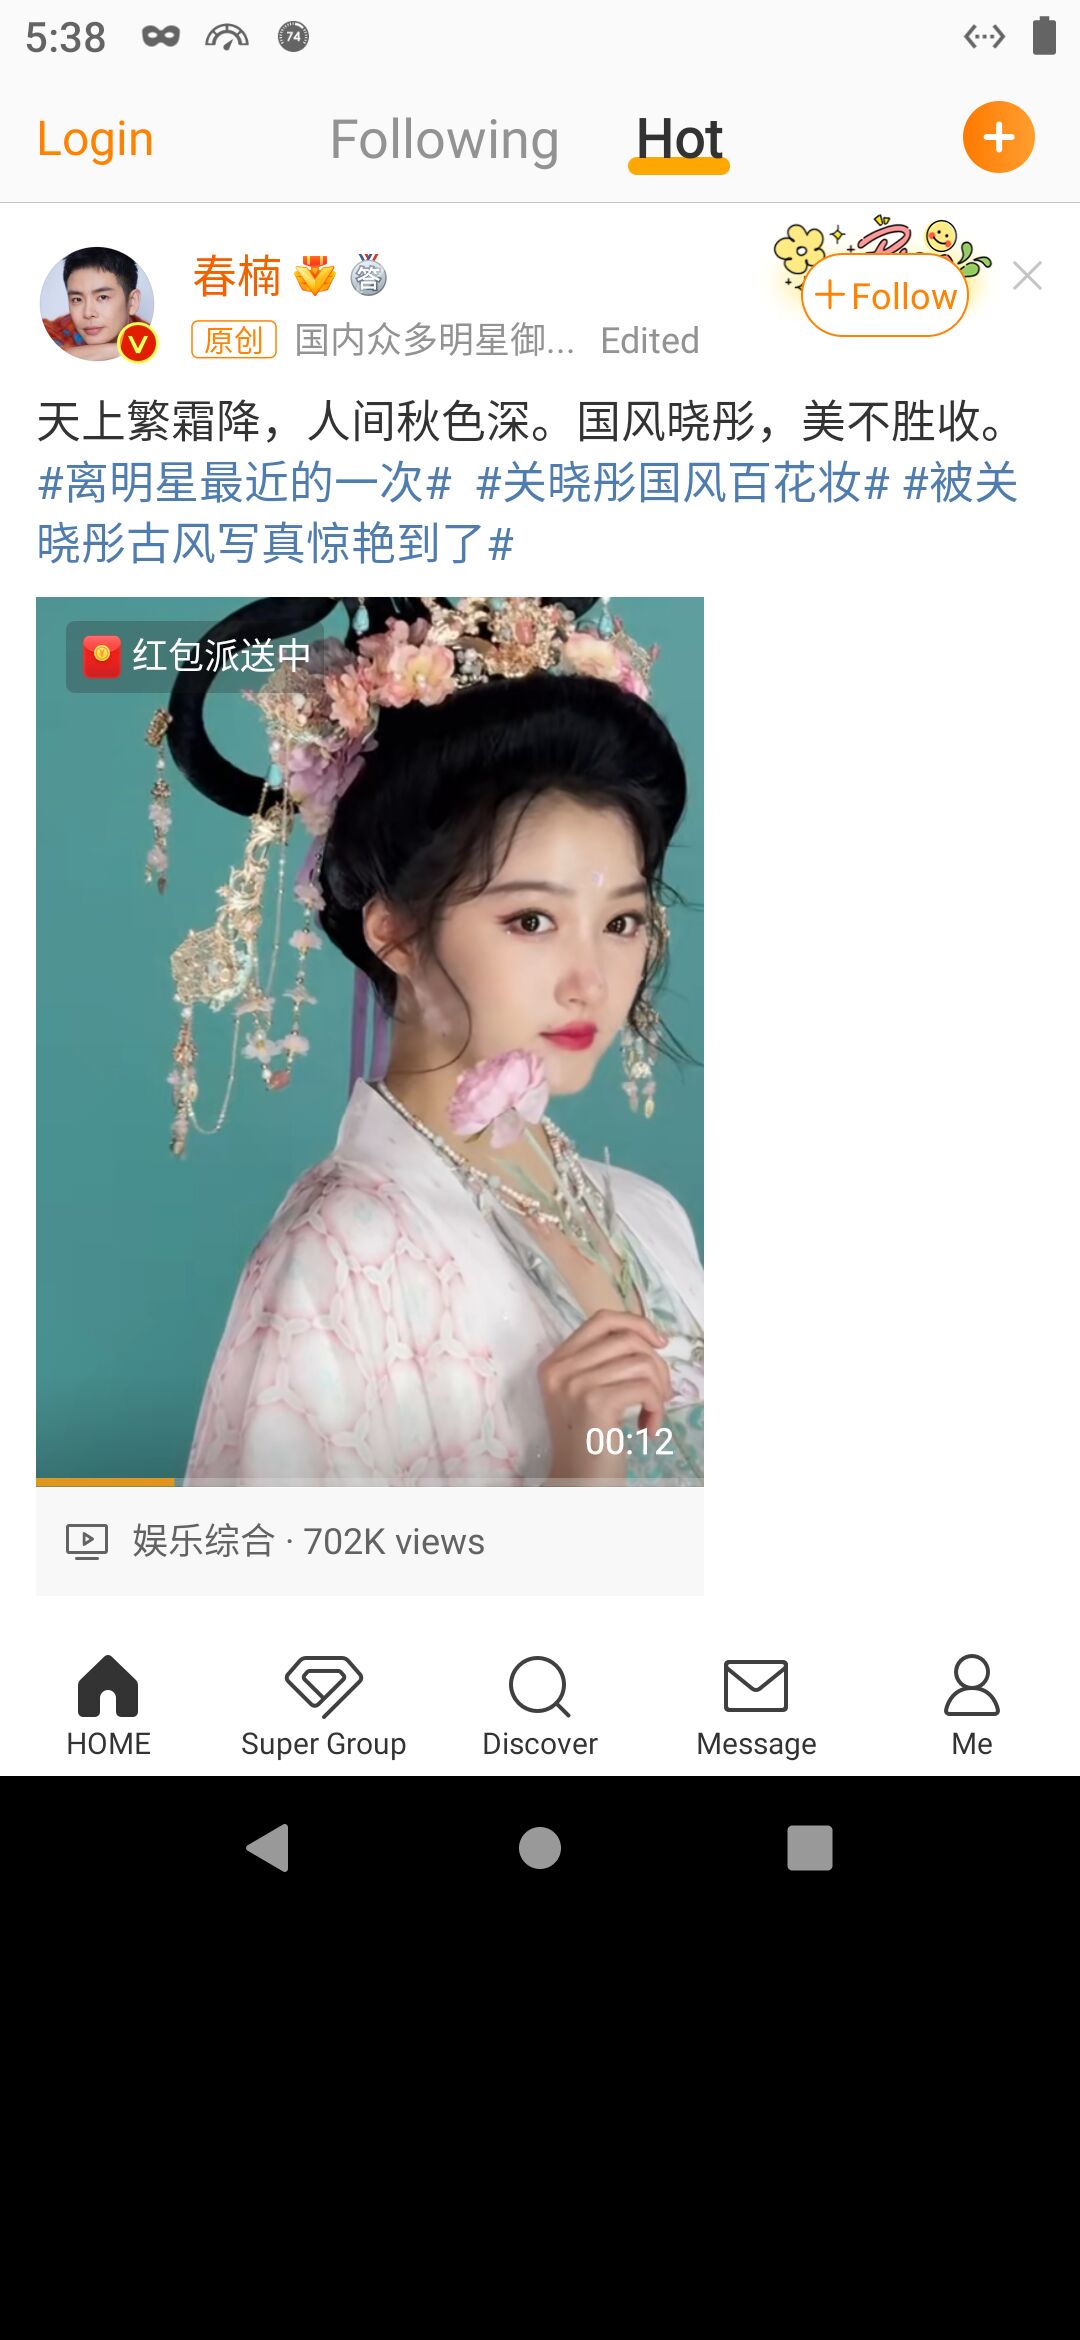 5:38
74
Login
Following
Hot
春楠
答
Follow
原创
国内众多明星御...
Edited
天上繁霜降，人间秋色深。国风晓彤，美不胜收。
#离明星最近的一次# #关晓彤国风百花妆# #被关
晓彤古风写真惊艳到了#
红包派送中
00:12
娱乐综合 · 702K views
HOME
Super Group
Discover
Message
Me